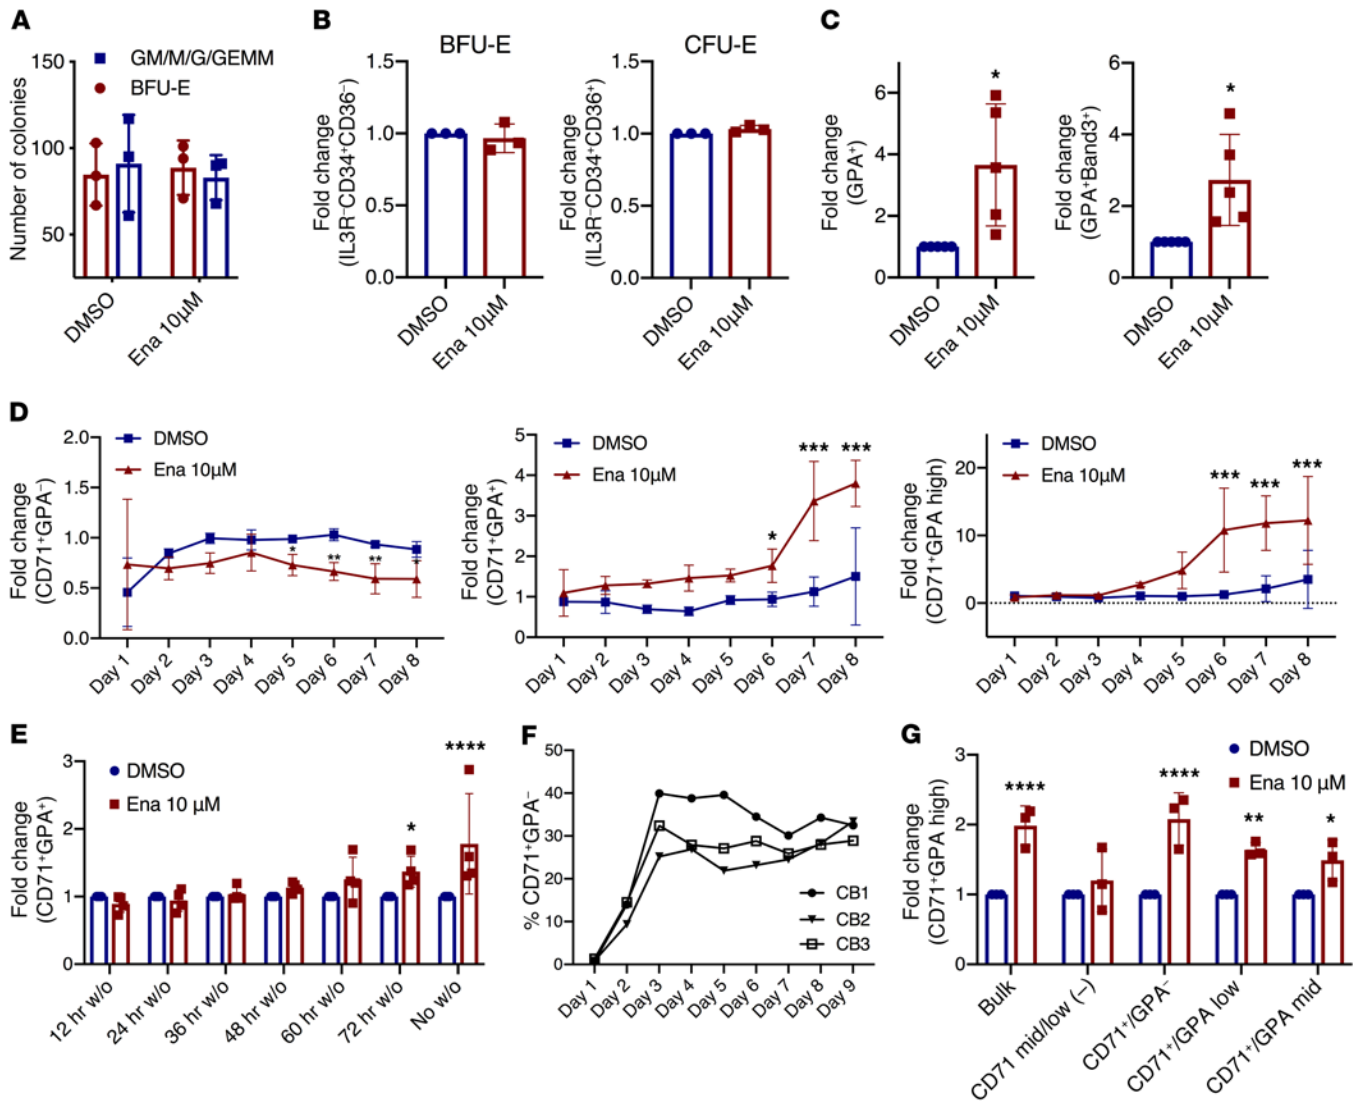 A
GM/M/G/GEMM
BFU-E
Number of colonies
150
100
50
DMSO
Ena 10μM
B
BFU-E
Fold change
(IL3R⁻CD34⁺CD36⁻)
1.5
1.0
0.5
0.0
DMSO
Ena 10μM
CFU-E
Fold change
(IL3R⁻CD34⁺CD36⁺)
1.5
1.0
0.5
0.0
DMSO
Ena 10μM
C
Fold change
(GPA⁺)
6
4
2
0
*
DMSO
Ena 10μM
Fold change
(GPA⁺Band3⁺)
6
4
2
0
*
DMSO
Ena 10μM
D
DMSO
Ena 10μM
Fold change
(CD71⁺GPA⁻)
2.0
1.5
1.0
0.5
0.0
* ** ** *
Day 1 Day 2 Day 3 Day 4 Day 5 Day 6 Day 7 Day 8
DMSO
Ena 10μM
Fold change
(CD71⁺GPA⁺)
5
4
3
2
1
0
* *** ***
Day 1 Day 2 Day 3 Day 4 Day 5 Day 6 Day 7 Day 8
DMSO
Ena 10μM
Fold change
(CD71⁺GPA high)
20
10
0
*** *** ***
Day 1 Day 2 Day 3 Day 4 Day 5 Day 6 Day 7 Day 8
E
DMSO
Ena 10 μM
Fold change
(CD71⁺GPA⁺)
3
2
1
0
* ****
12 hr w/o 24 hr w/o 36 hr w/o 48 hr w/o 60 hr w/o 72 hr w/o No w/o
F
% CD71⁺GPA⁻
50
40
30
20
10
0
CB1
CB2
CB3
Day 1 Day 2 Day 3 Day 4 Day 5 Day 6 Day 7 Day 8 Day 9
G
DMSO
Ena 10 μM
Fold change
(CD71⁺GPA high)
3
2
1
0
**** **** ** *
Bulk
CD71 mid/low (–)
CD71⁺/GPA⁻
CD71⁺/GPA low
CD71⁺/GPA mid